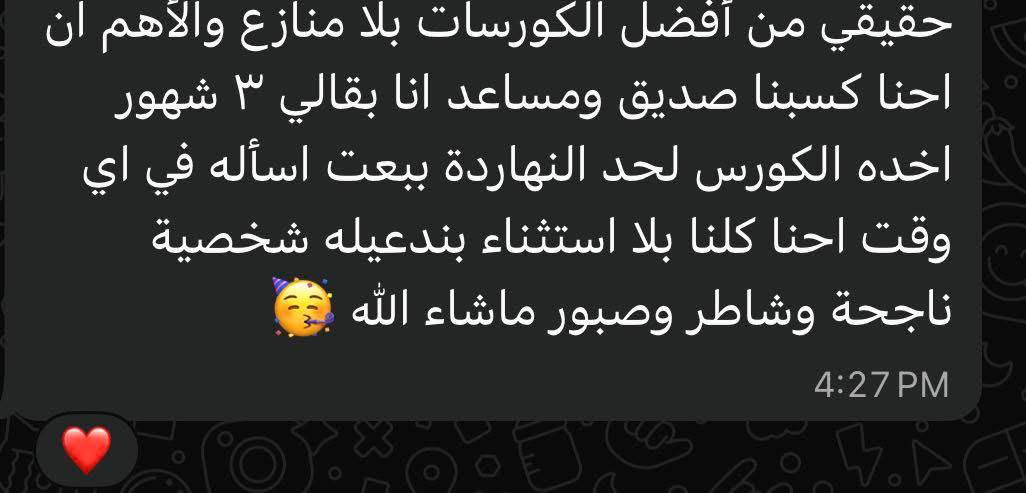 حقيقي من أفضل الكورسات بلا منازع والأهم ان
احنا كسبنا صديق ومساعد انا بقالي ٣ شهور
اخده الكورس لحد النهاردة ببعت اسأله في اي
وقت احنا كلنا بلا استثناء بندعيله شخصية
ناجحة وشاطر وصبور ماشاء الله 🥳
4:27 PM